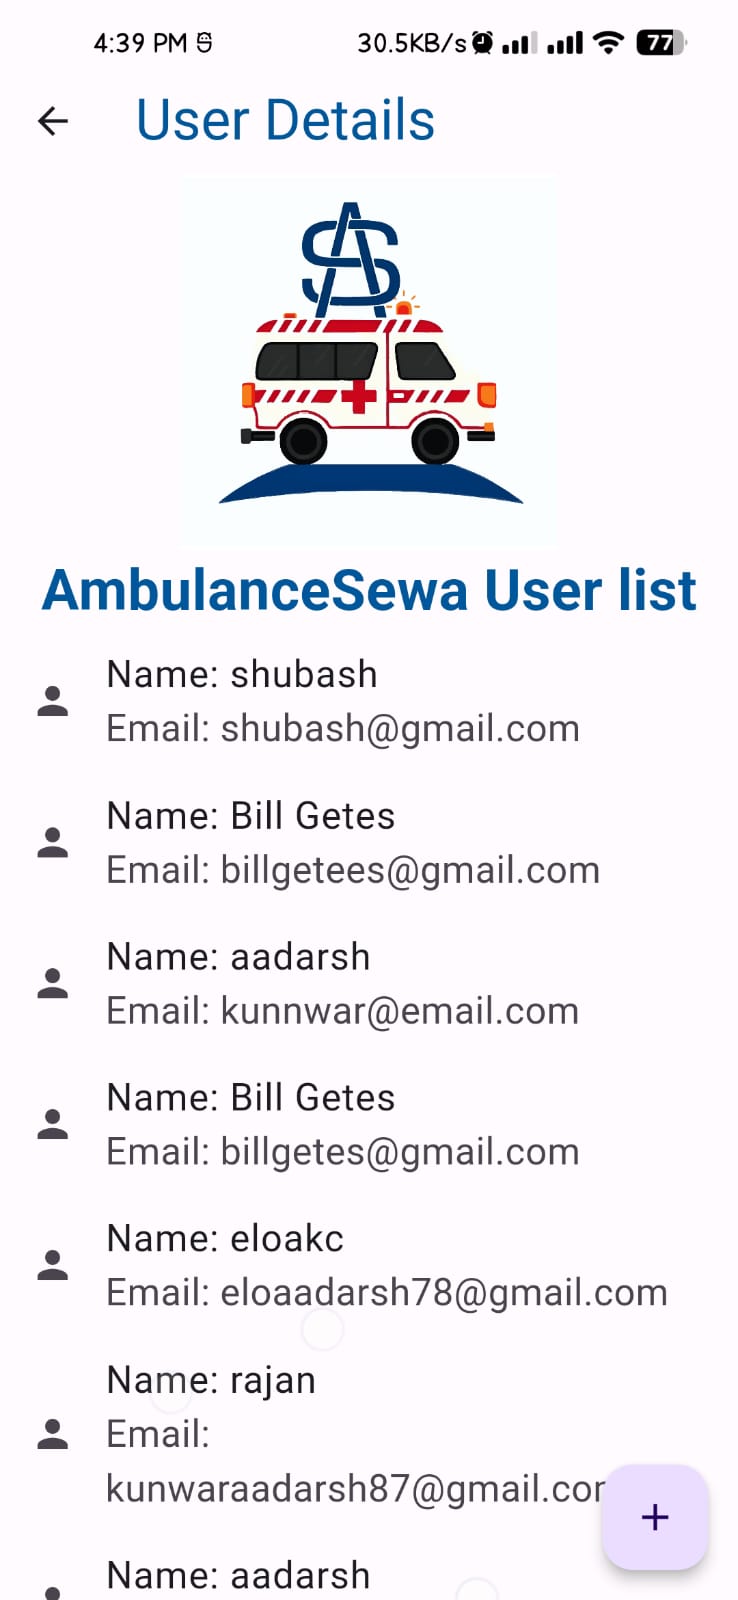 4:39 PM
30.5KB/s 77
User Details
AS
AmbulanceSewa User list
Name: shubash
Email: shubash@gmail.com
Name: Bill Getes
Email: billgetees@gmail.com
Name: aadarsh
Email: kunnwar@email.com
Name: Bill Getes
Email: billgetes@gmail.com
Name: eloakc
Email: eloaadarsh78@gmail.com
Name: rajan
Email:
kunwaraadarsh87@gmail.com
Name: aadarsh